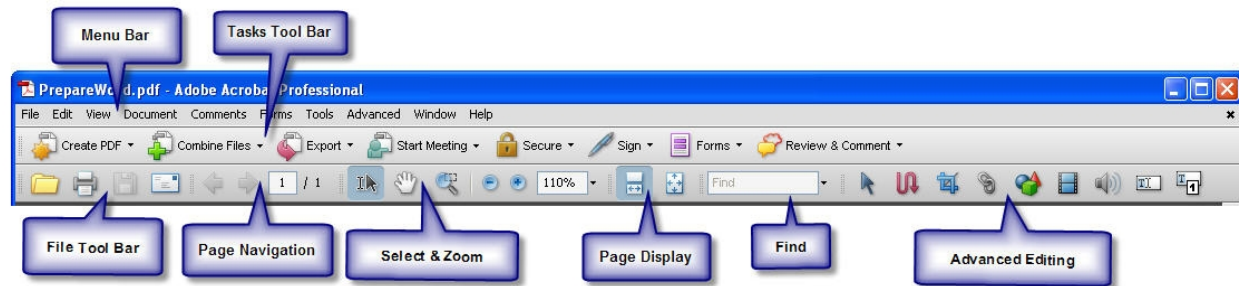 Menu Bar
Tasks Tool Bar
PrepareWord.pdf - Adobe Acrobat Professional
File Edit View Document Comments Forms Tools Advanced Window Help
Create PDF Combine Files Export Start Meeting Secure Sign Forms Review & Comment
1 / 1 110% Find
File Tool Bar
Page Navigation
Select & Zoom
Page Display
Find
Advanced Editing